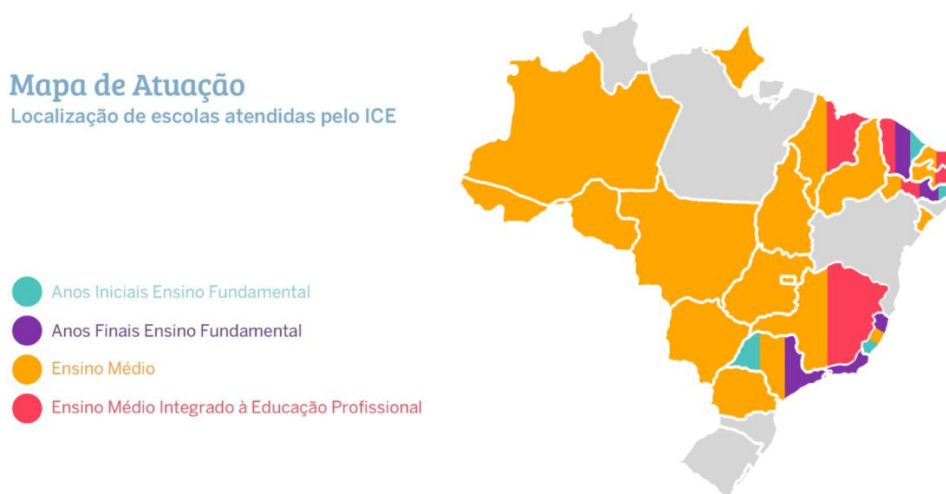 Mapa de Atuação
Localização de escolas atendidas pelo ICE
Anos Iniciais Ensino Fundamental
Anos Finais Ensino Fundamental
Ensino Médio
Ensino Médio Integrado à Educação Profissional